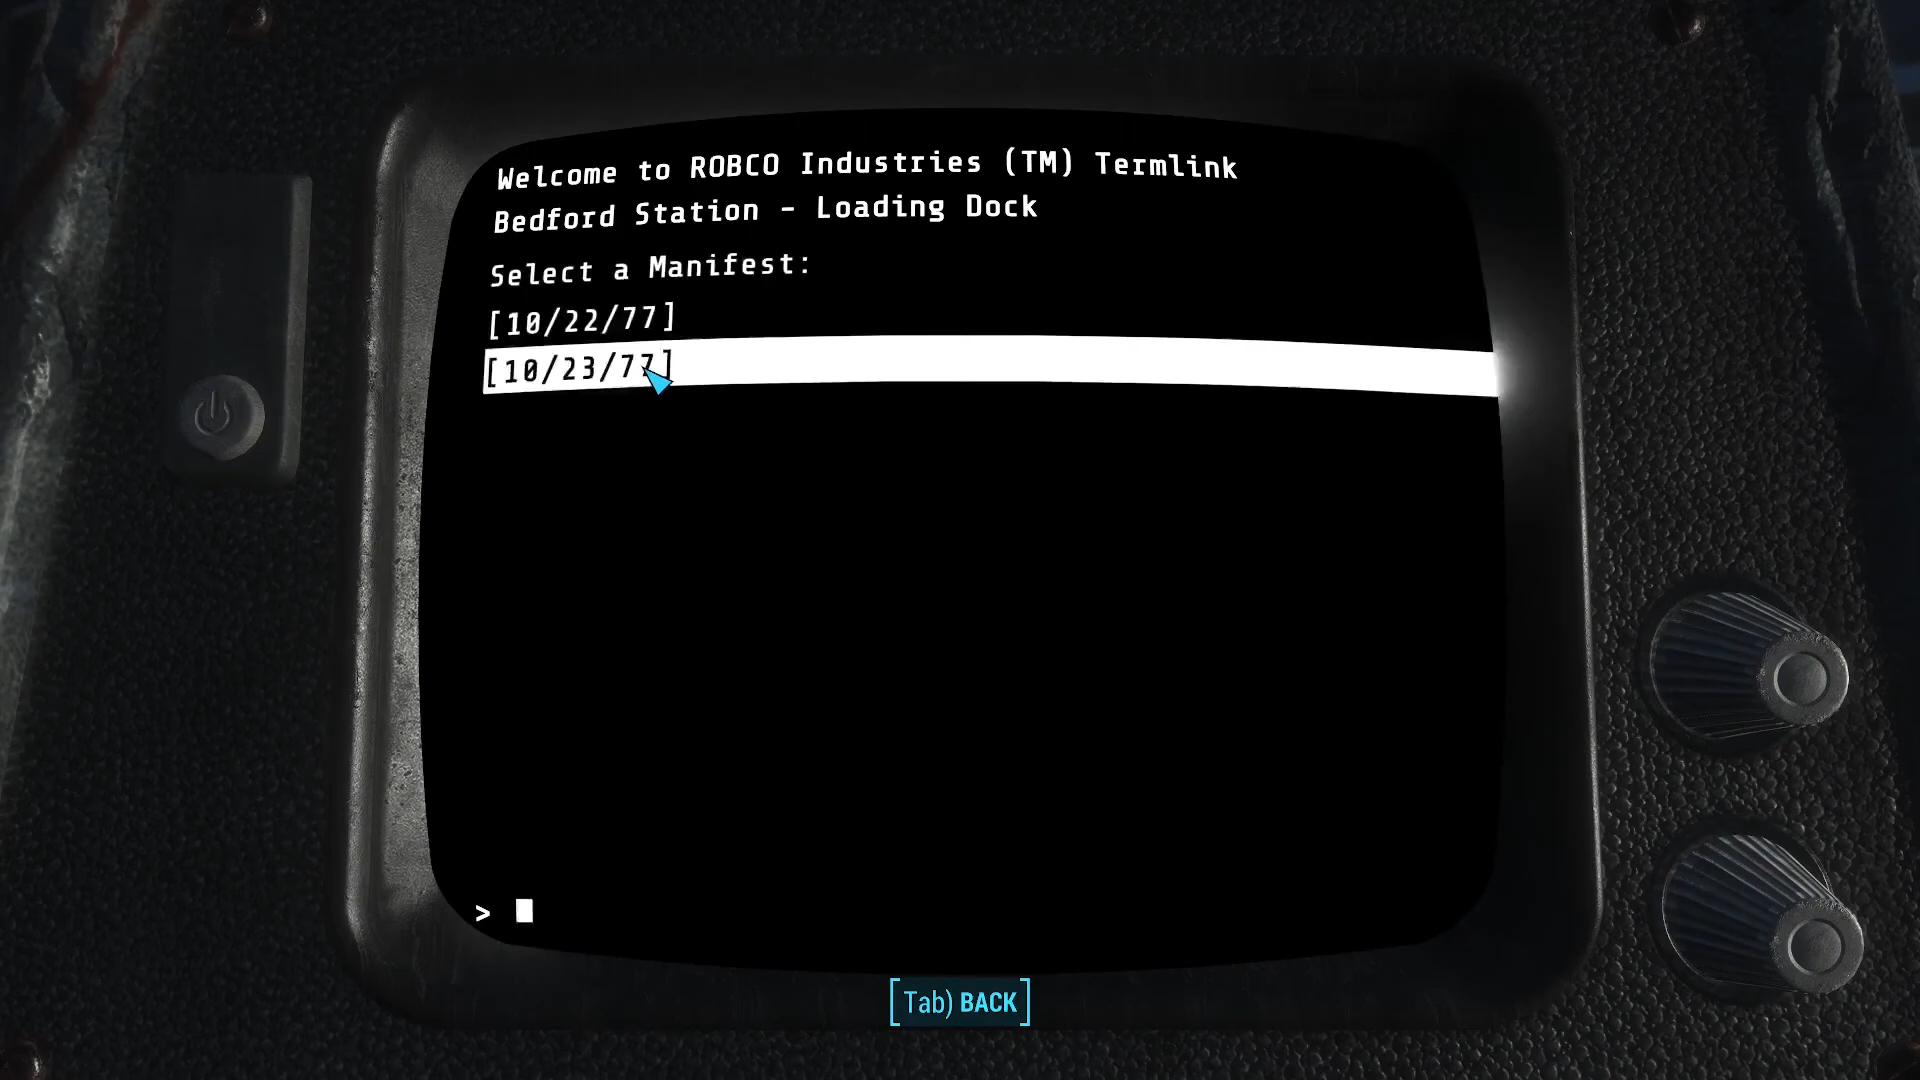 Welcome to ROBCO Industries (TM) Termlink
Bedford Station - Loading Dock
Select a Manifest:
[10/22/77]
[10/23/77]
>
[Tab) BACK]